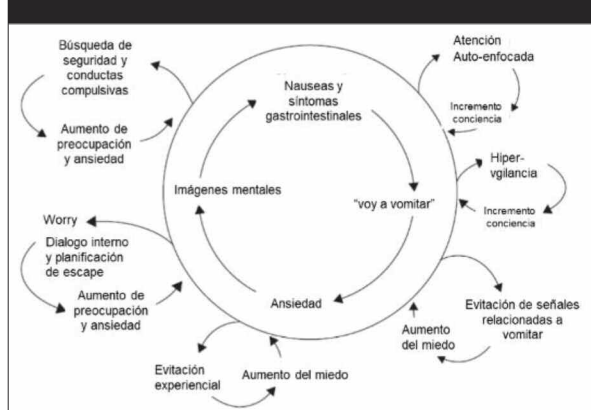 Búsqueda de
seguridad y
conductas
compulsivas
Aumento de
preocupación
y ansiedad
Nauseas y
síntomas
gastrointestinales
Atención
Auto-enfocada
Incremento
conciencia
Hiper-
vgilancia
Incremento
conciencia
Imágenes mentales
"voy a vomitar"
Ansiedad
Worry
Dialogo interno
y planificación
de escape
Aumento de
preocupación
y ansiedad
Evitación
experiencial
Aumento del miedo
Aumento
del miedo
Evitación de señales
relacionadas a
vomitar